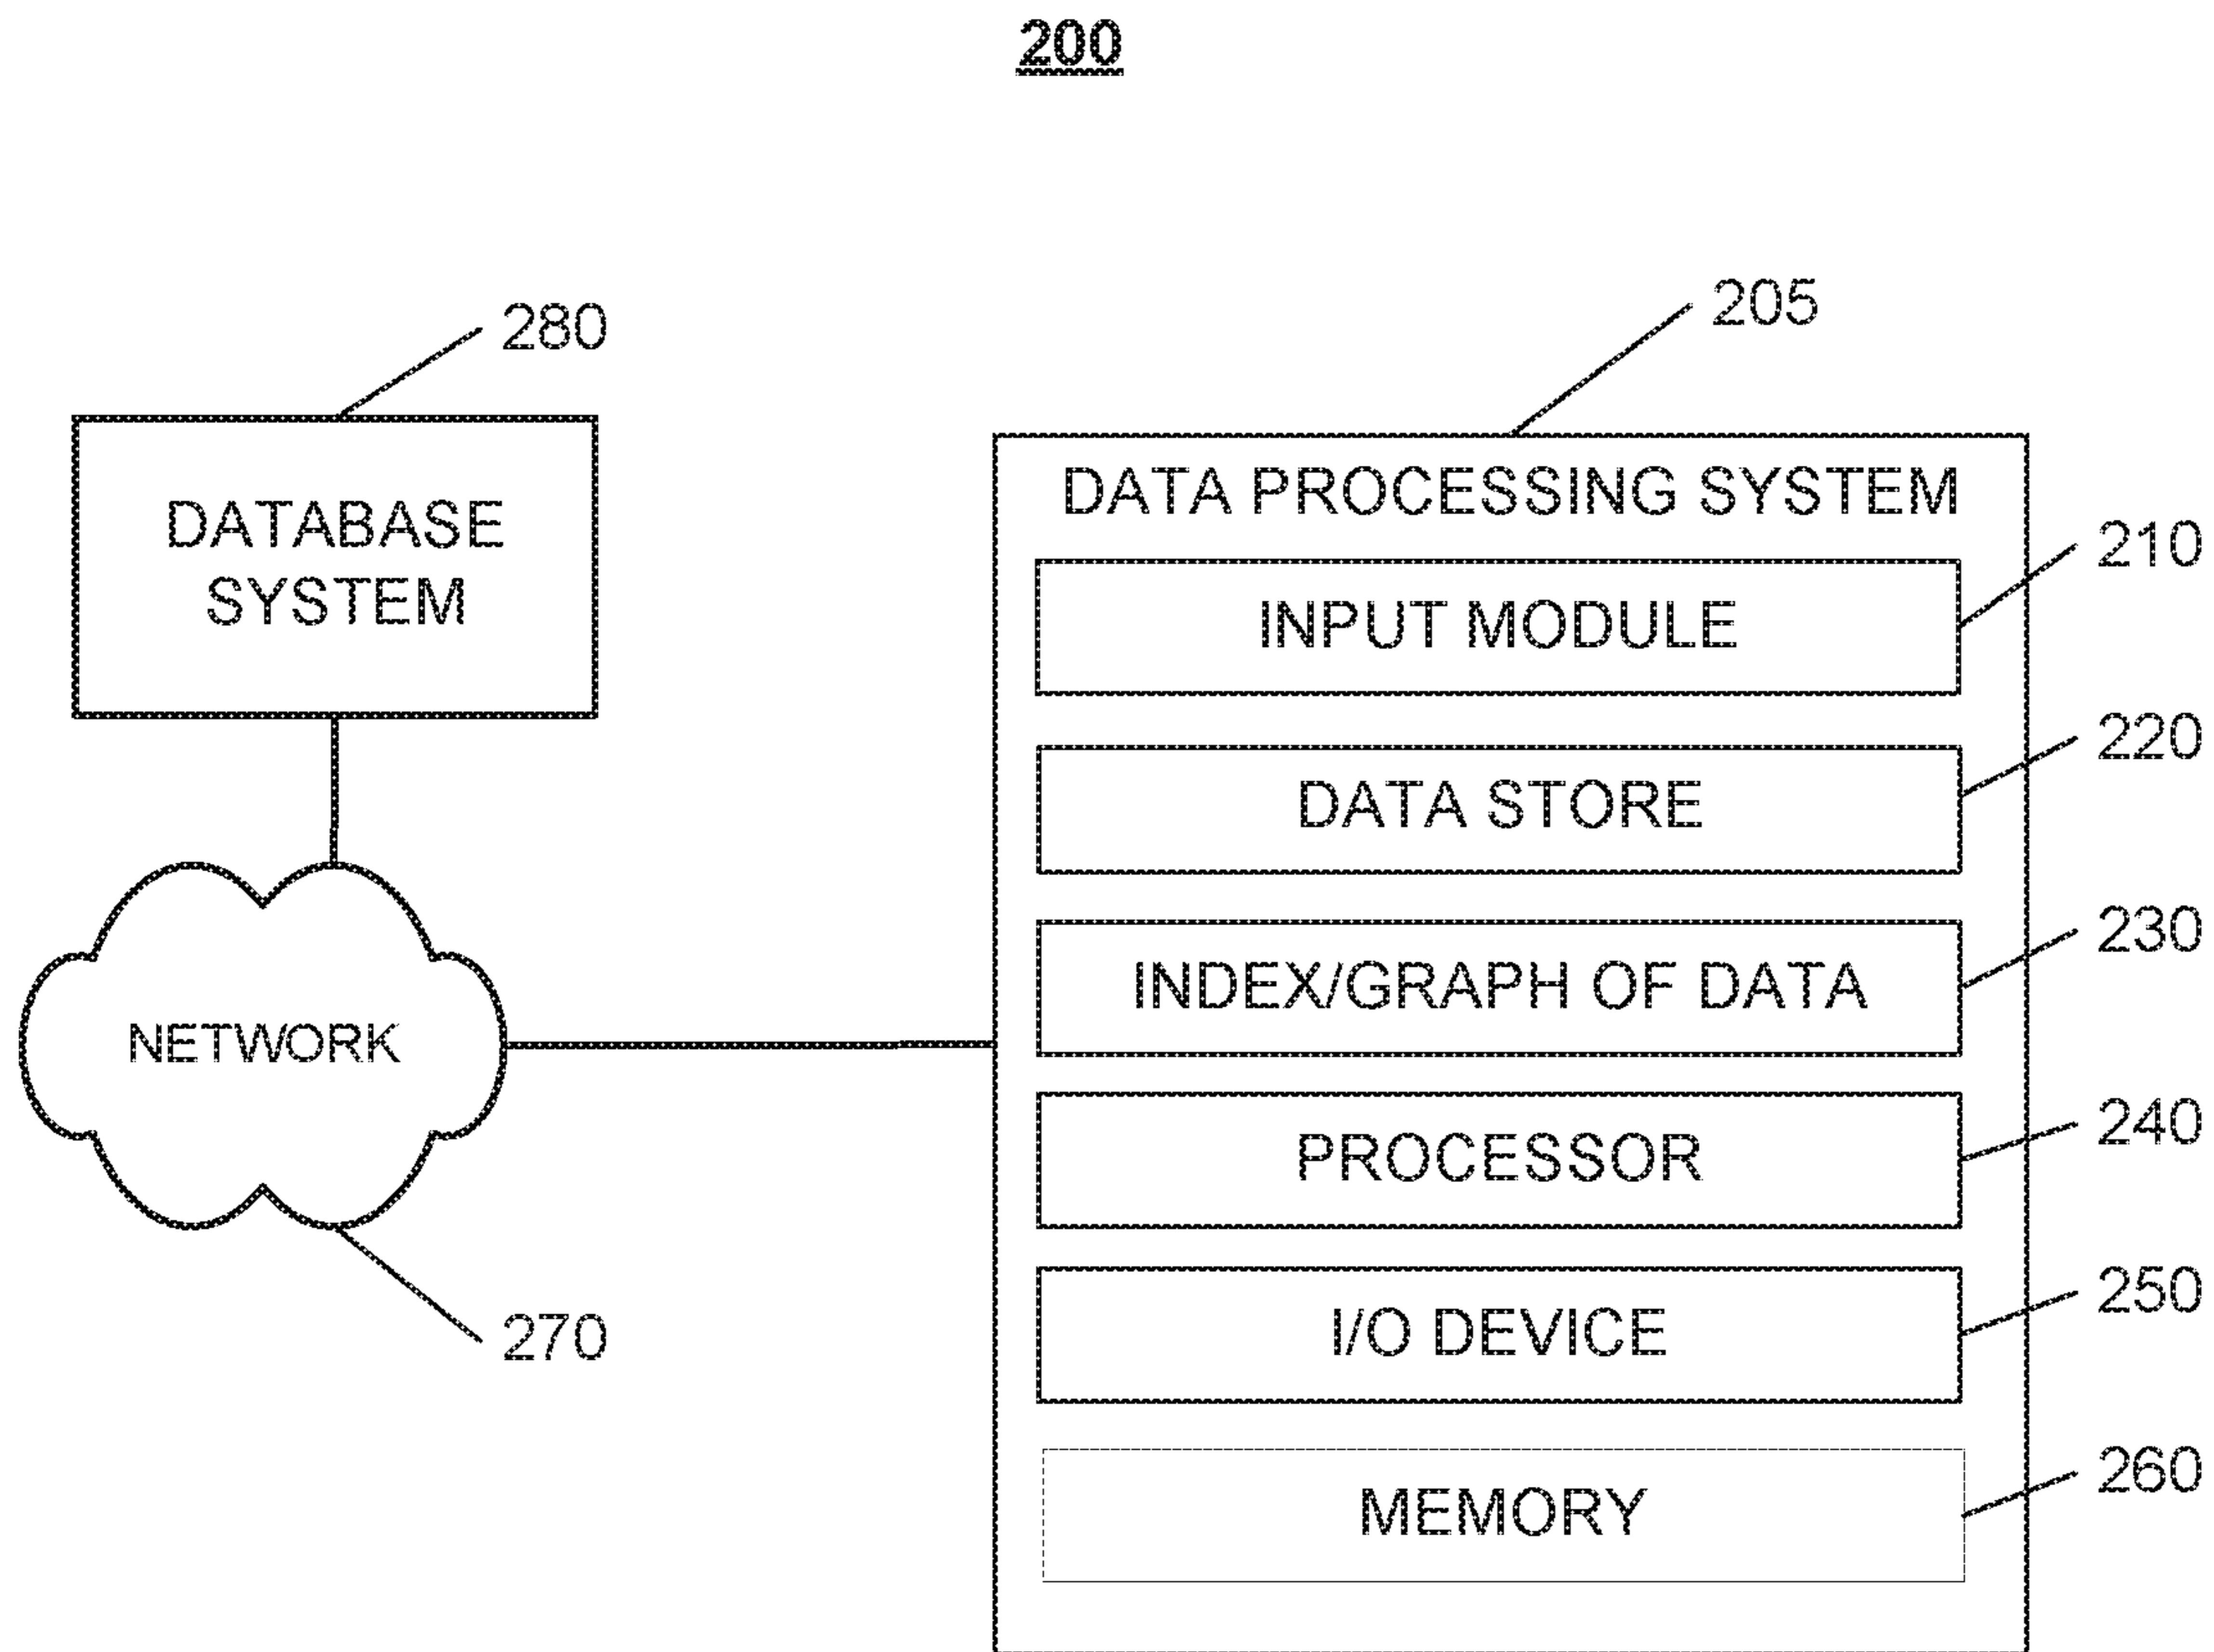 200
280
DATABASE
SYSTEM
NETWORK
270
205
DATA PROCESSING SYSTEM
INPUT MODULE
210
DATA STORE
220
INDEX/GRAPH OF DATA
230
PROCESSOR
240
I/O DEVICE
250
MEMORY
260